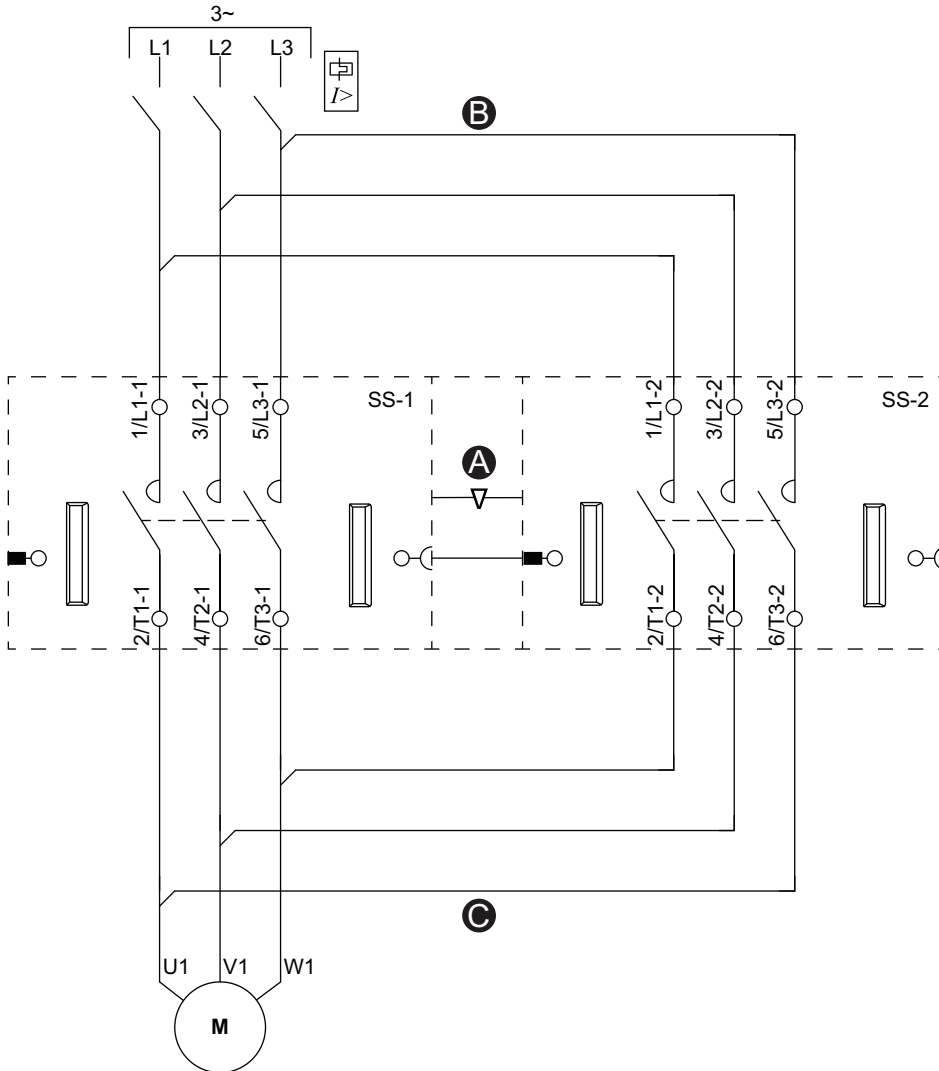 3~
L1 L2 L3
I>
B
1/L1-1 3/L2-1 5/L3-1 SS-1 1/L1-2 3/L2-2 5/L3-2 SS-2
A
2/T1-1 4/T2-1 6/T3-1 2/T1-2 4/T2-2 6/T3-2
C
U1 V1 W1
M